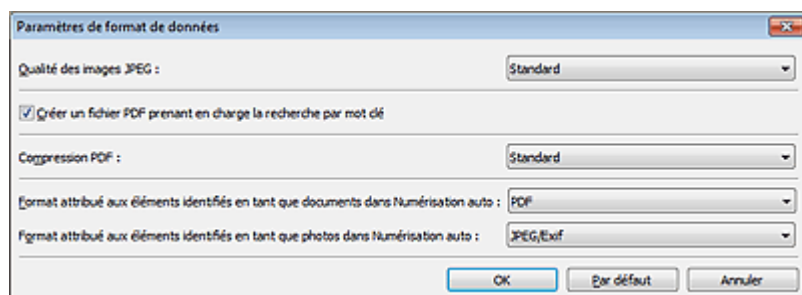 Paramètres de format de données
Qualité des images JPEG : Standard
Créer un fichier PDF prenant en charge la recherche par mot clé
Compression PDF : Standard
Format attribué aux éléments identifiés en tant que documents dans Numérisation auto : PDF
Format attribué aux éléments identifiés en tant que photos dans Numérisation auto : JPEG/Exif
OK Par défaut Annuler